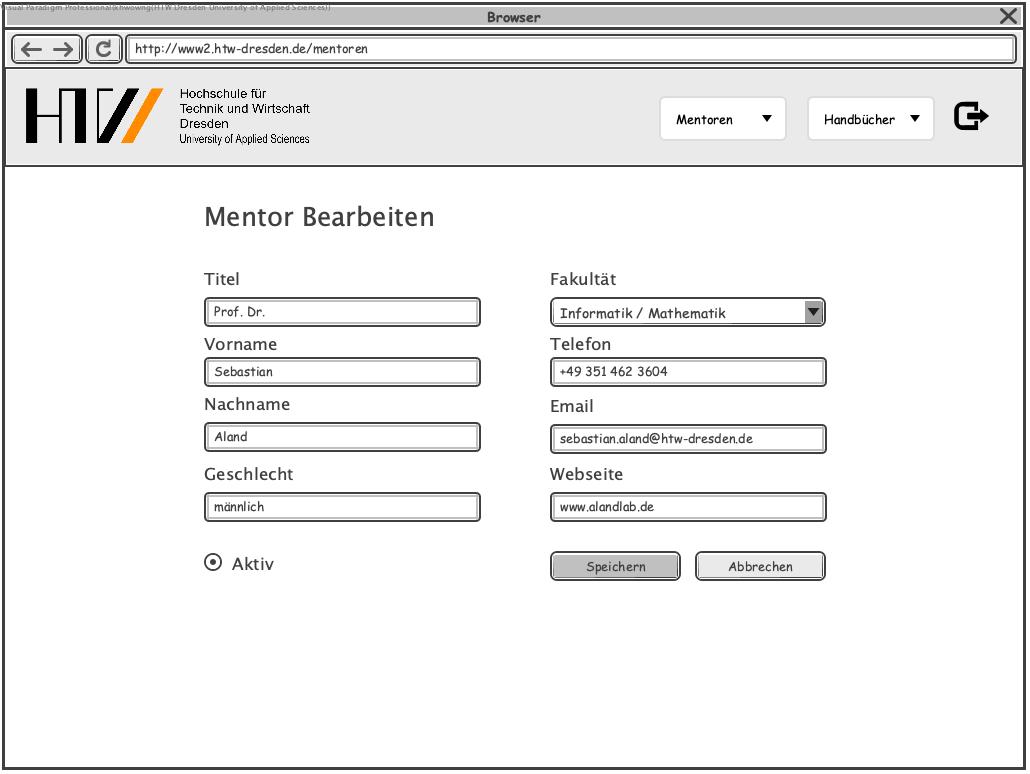 Visual Paradigm Professional(khwowng(HTW Dresden University of Applied Sciences))
Browser
http://www2.htw-dresden.de/mentoren
HTW
Hochschule für
Technik und Wirtschaft
Dresden
University of Applied Sciences
Mentoren
Handbücher
Mentor Bearbeiten
Titel
Prof. Dr.
Vorname
Sebastian
Nachname
Aland
Geschlecht
männlich
Aktiv
Fakultät
Informatik / Mathematik
Telefon
+49 351 462 3604
Email
sebastian.aland@htw-dresden.de
Webseite
www.alandlab.de
Speichern
Abbrechen